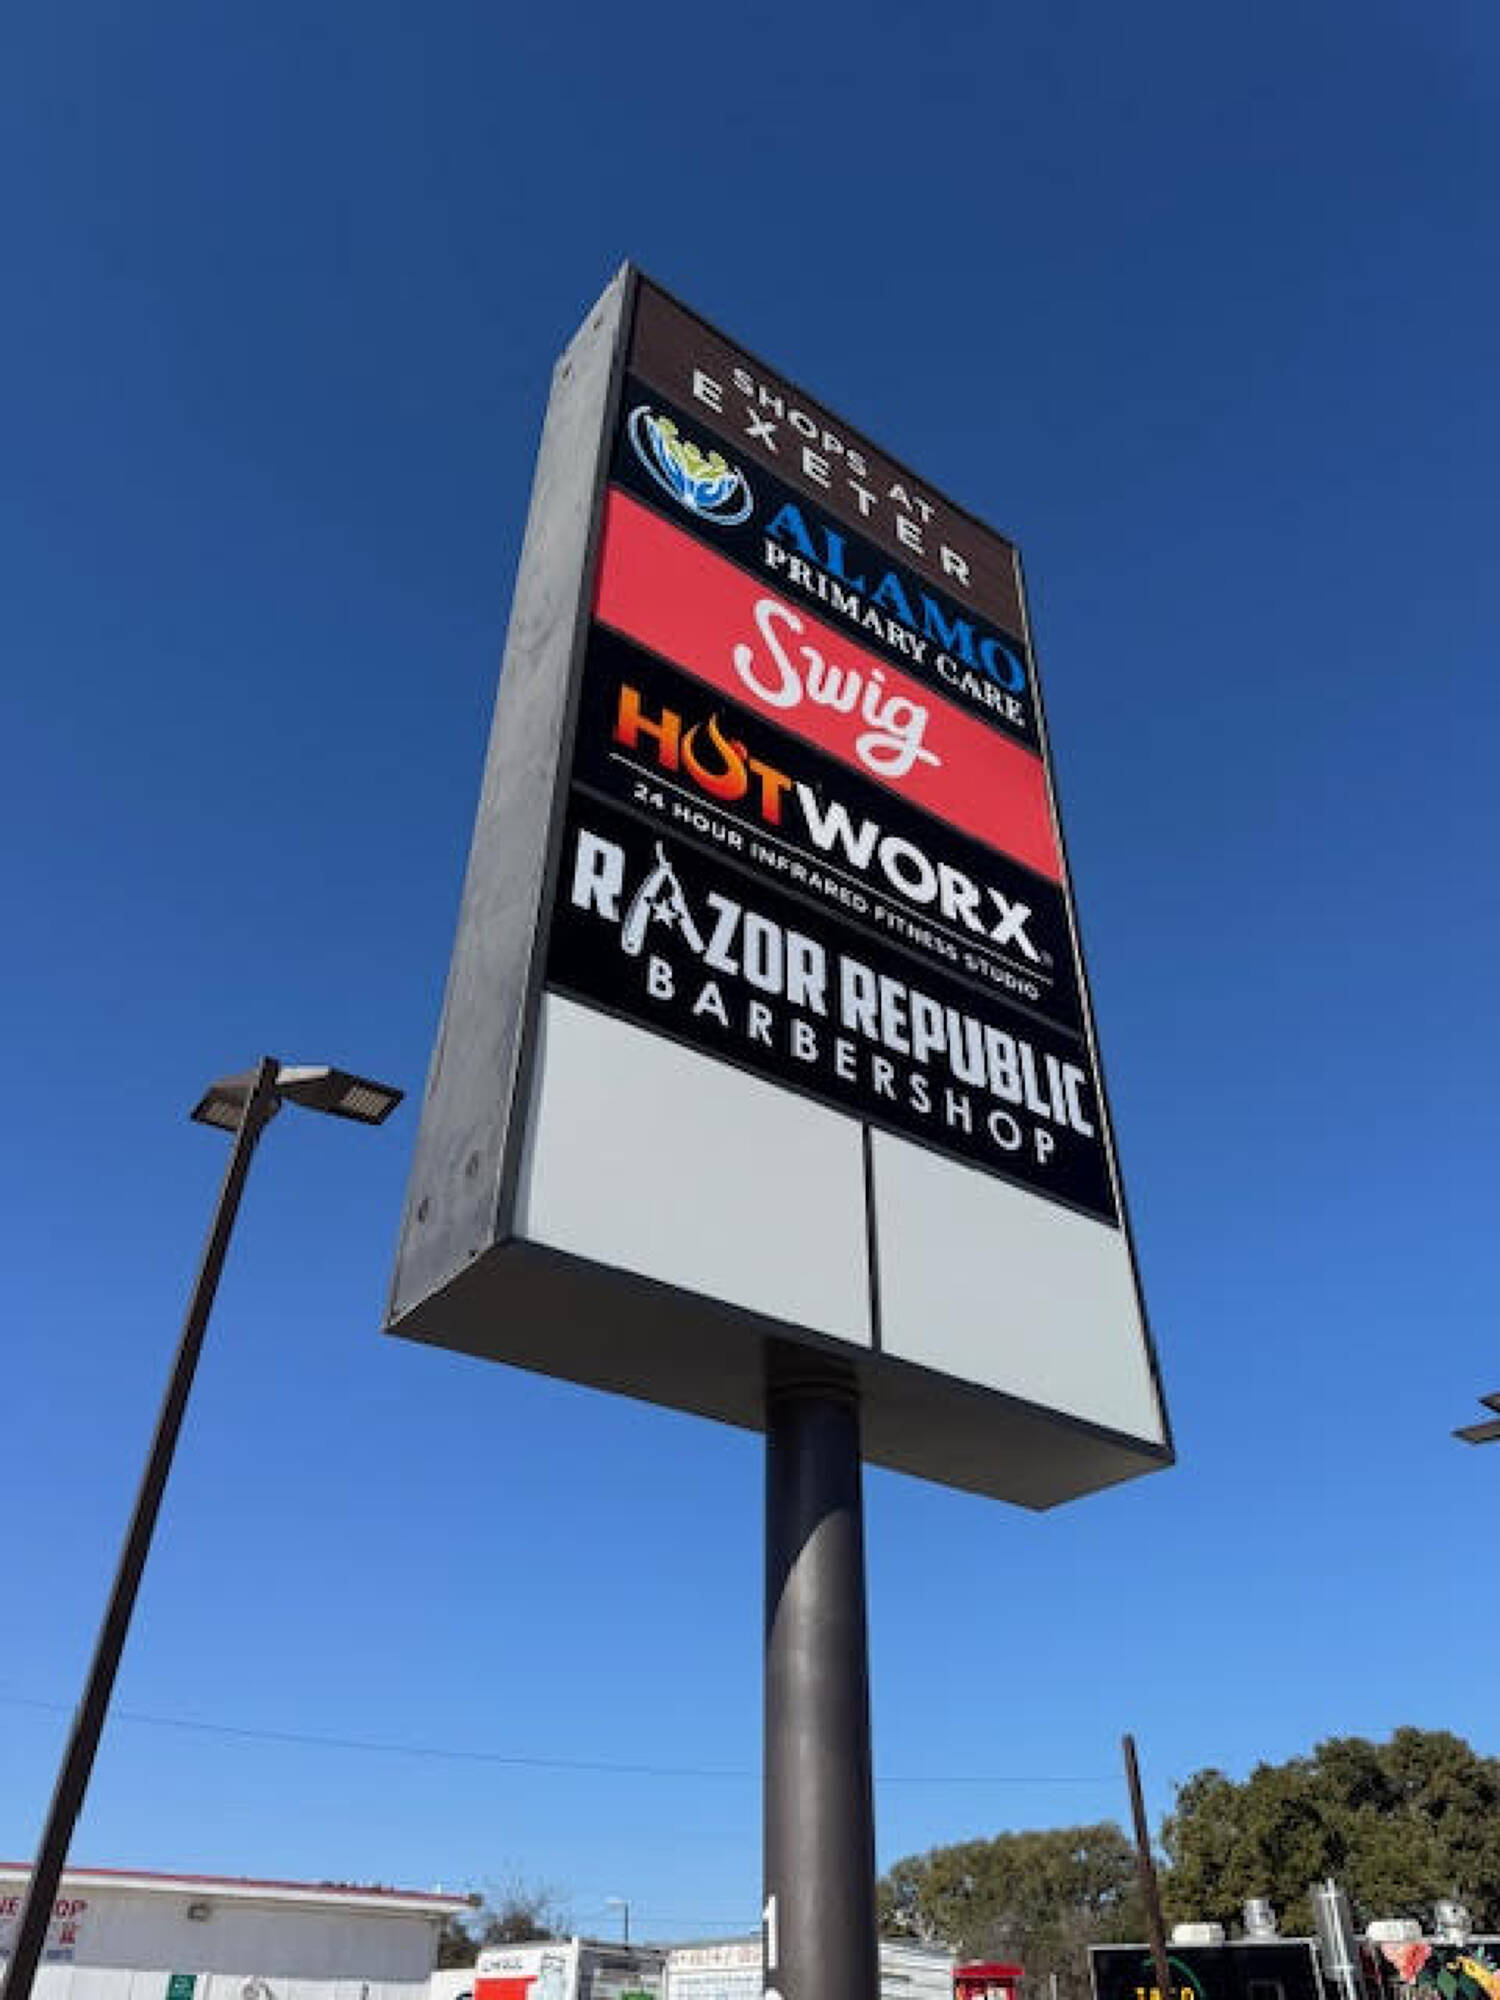 SHOPS AT
EXETER
ALAMO
PRIMARY CARE
Swig
HOTWORX
24 HOUR INFRARED FITNESS STUDIO
RAZOR REPUBLIC
BARBERSHOP